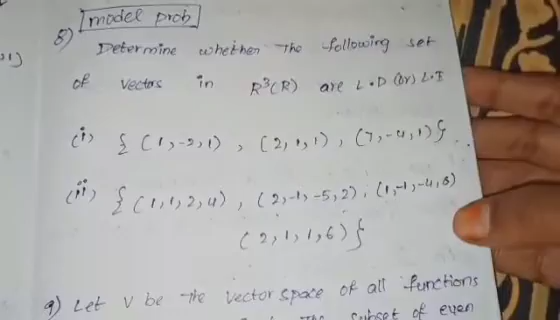 model prob
8) Determine whether The following set
of vectors in R³(R) are L.D (or) L.I
(i) { (1,-2,1) , (2,1,1) , (7,-4,1) }
(ii) { (1,1,2,4) , (2,-1,-5,2) ; (1,-1,-4,0)
(2,1,1,6) }
9) Let V be the vector space of all functions
The subset of even